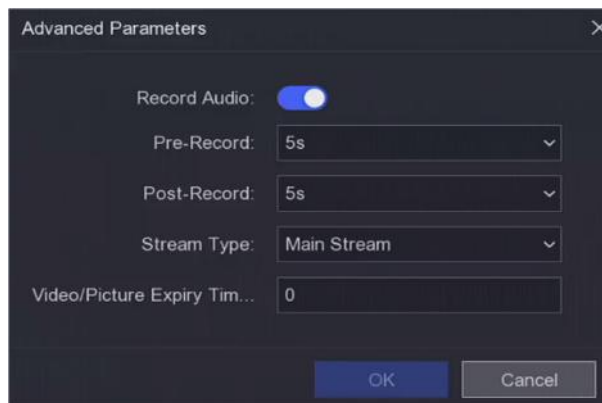 Advanced Parameters
Record Audio:
Pre-Record: 5s
Post-Record: 5s
Stream Type: Main Stream
Video/Picture Expiry Tim... 0
OK Cancel